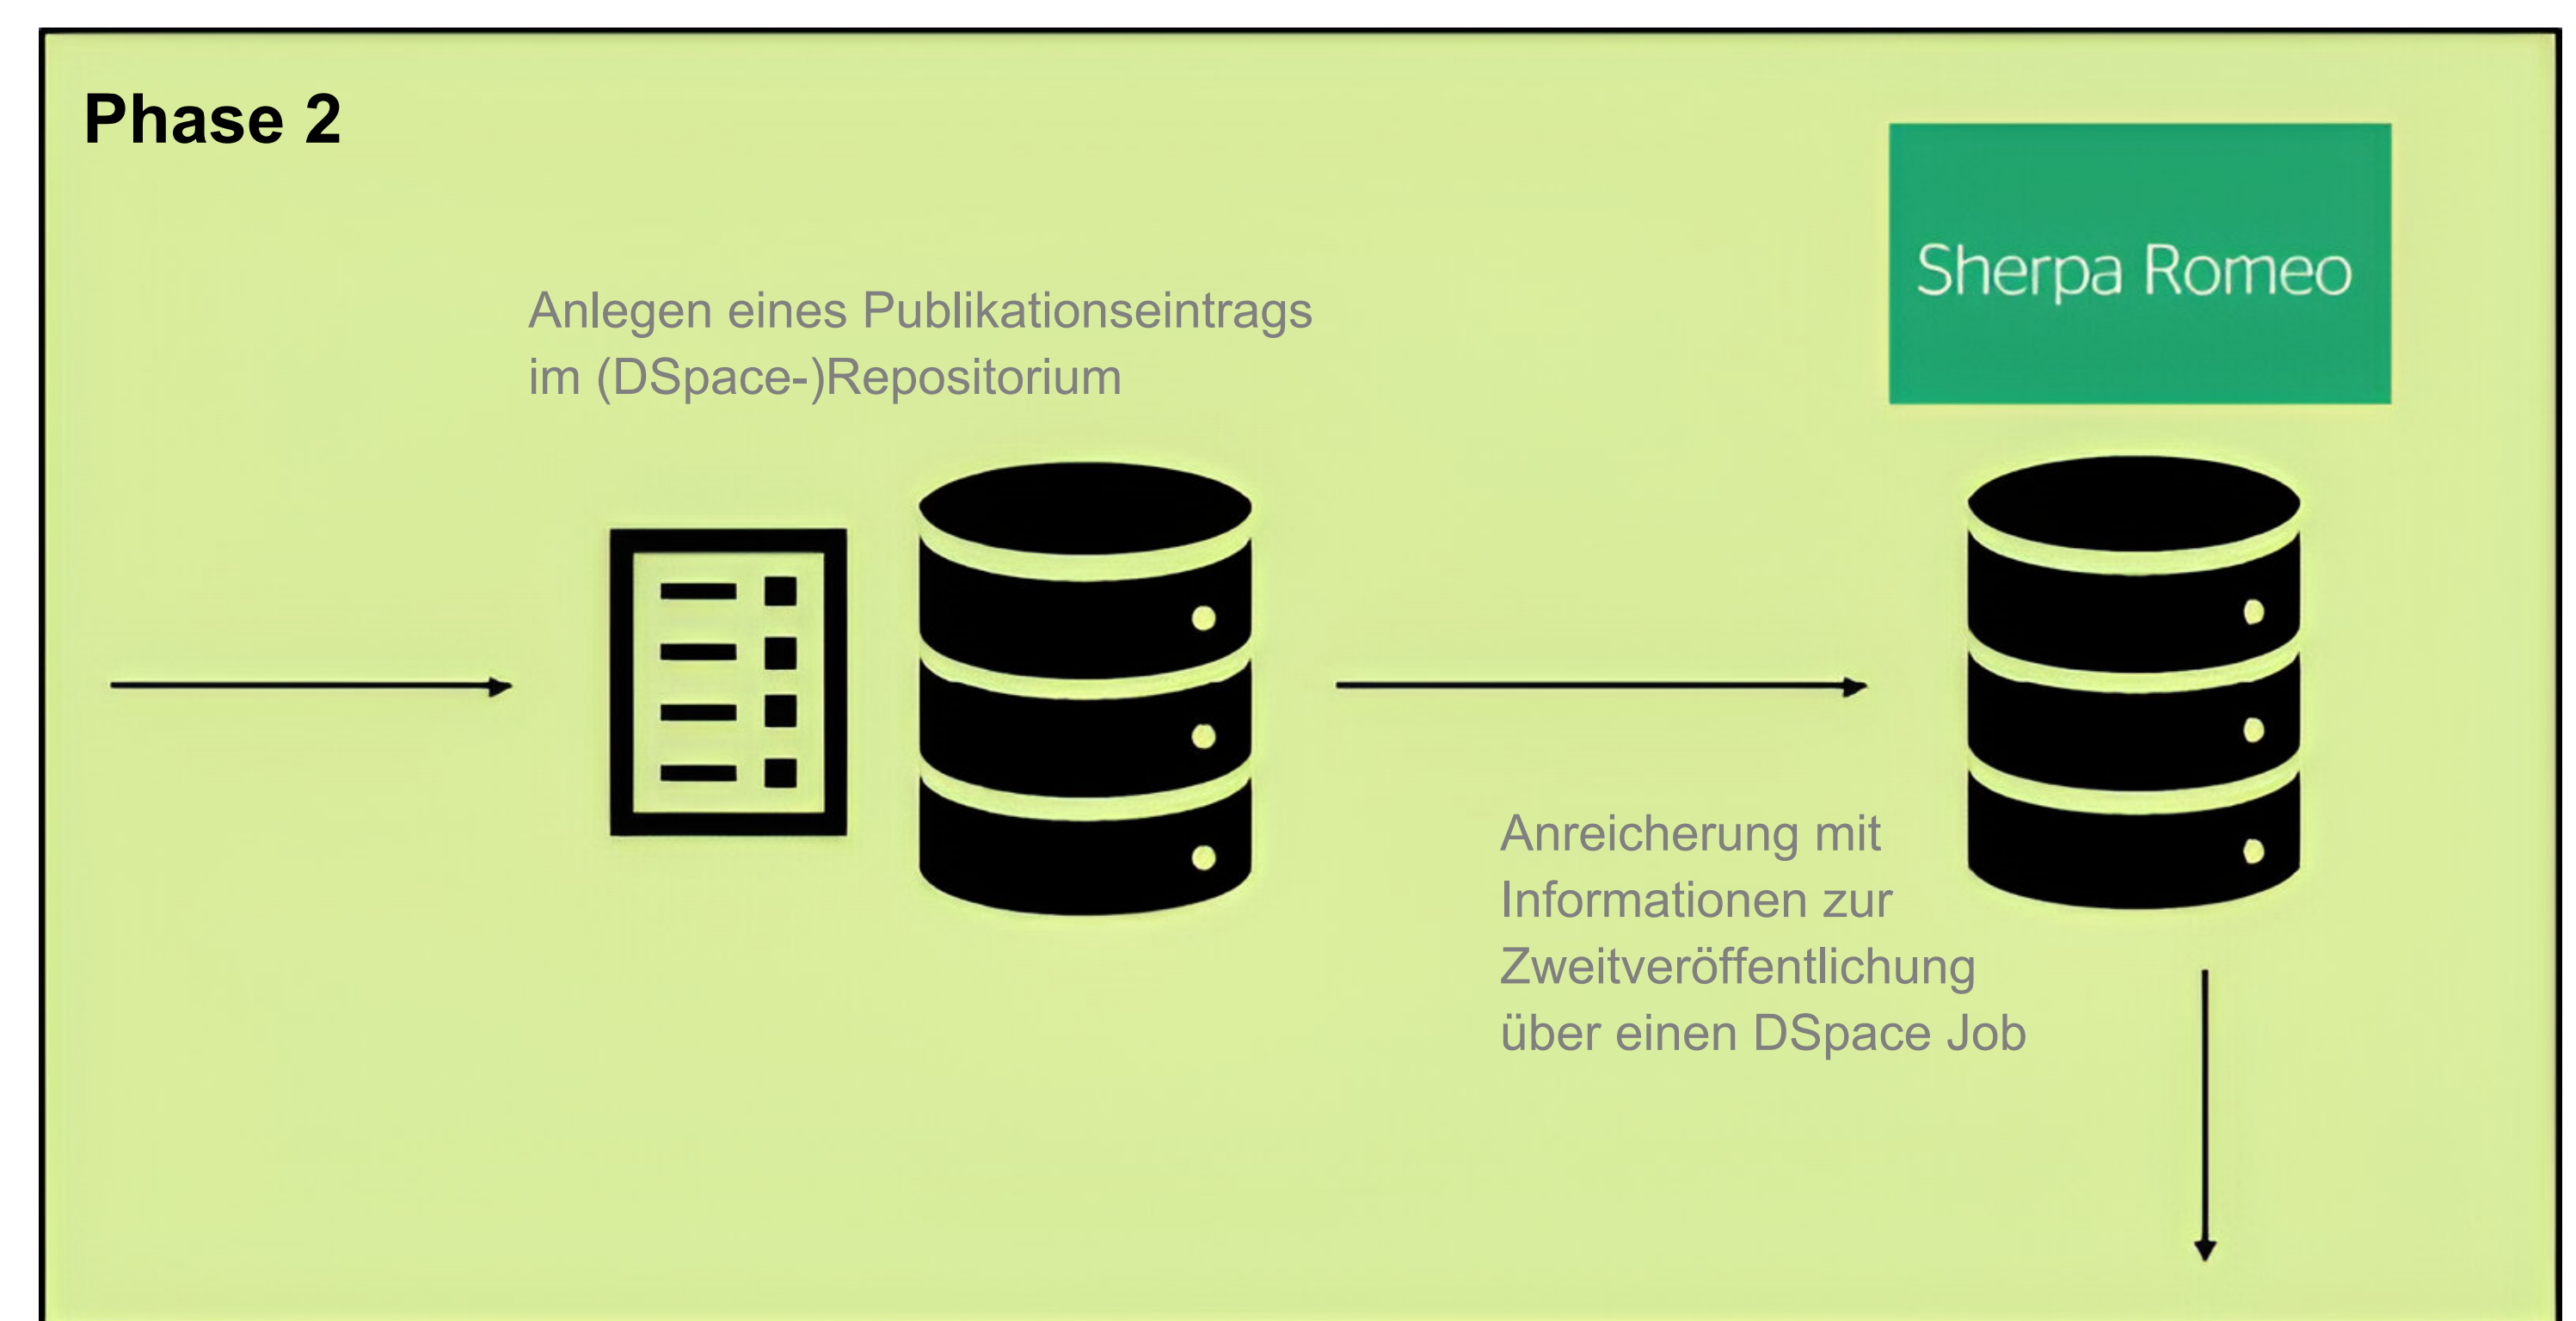 Phase 2
Sherpa Romeo
Anlegen eines Publikationseintrags
im (DSpace-)Repositorium
Anreicherung mit
Informationen zur
Zweitveröffentlichung
über einen DSpace Job